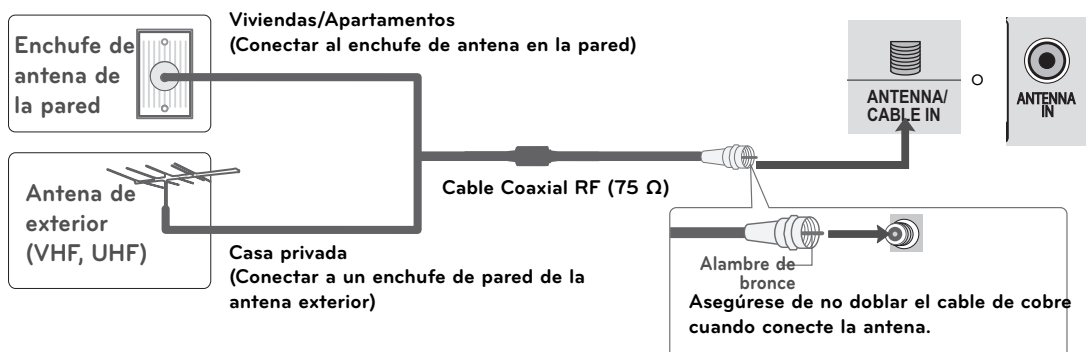 Viviendas/Apartamentos
(Conectar al enchufe de antena en la pared)
Enchufe de
antena de
la pared
ANTENNA/
CABLE IN
o
ANTENNA
IN
Cable Coaxial RF (75 Ω)
Antena de
exterior
(VHF, UHF)
Casa privada
(Conectar a un enchufe de pared de la
antena exterior)
Alambre de
bronce
Asegúrese de no doblar el cable de cobre
cuando conecte la antena.